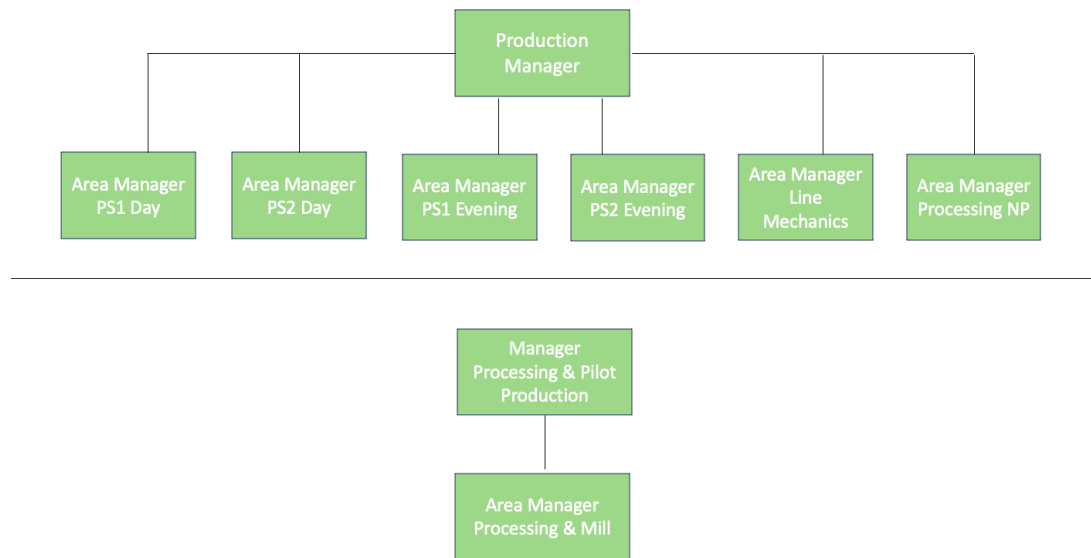 Production
Manager
Area Manager
PS1 Day
Area Manager
PS2 Day
Area Manager
PS1 Evening
Area Manager
PS2 Evening
Area Manager
Line
Mechanics
Area Manager
Processing NP
Manager
Processing & Pilot
Production
Area Manager
Processing & Mill